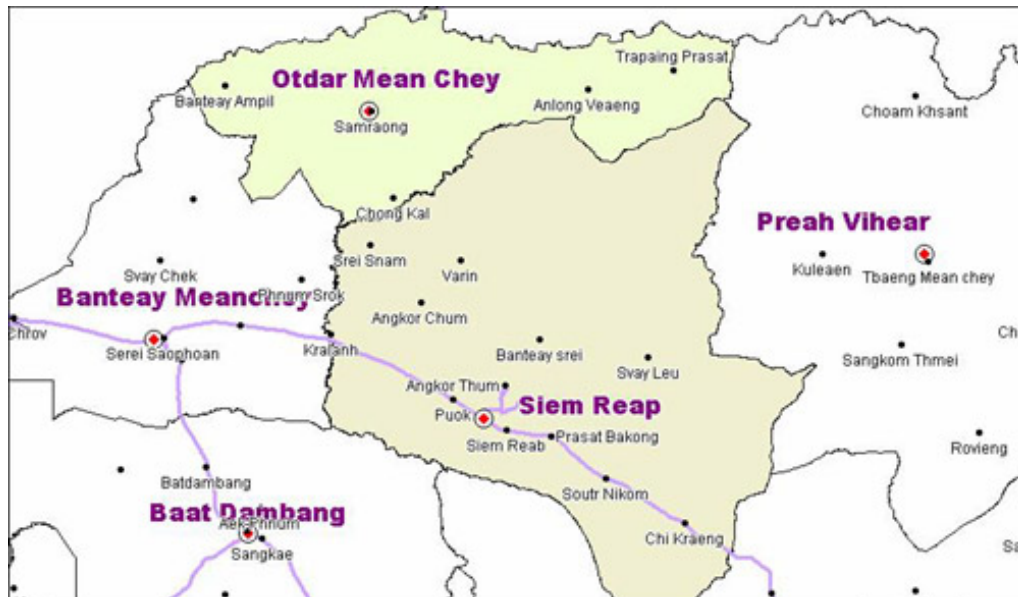 Trapaing Prasat
Otdar Mean Chey
Banteay Ampil
Anlong Veaeng
Choam Khsant
Samraong
Chong Kal
Preah Vihear
Srei Snam
Varin
Kuleaen
Tbaeng Mean chey
Svay Chek
Phnum Srok
Banteay Meanchey
Angkor Chum
Chrov
Serei Saophoan
Kralanh
Banteay srei
Svay Leu
Sangkom Thmei
Ch
Angkor Thum
Puok
Siem Reap
Siem Reab
Prasat Bakong
Rovieng
Batdambang
Soutr Nikom
Baat Dambang
Aek Phnum
Sangkae
Chi Kraeng
Sa